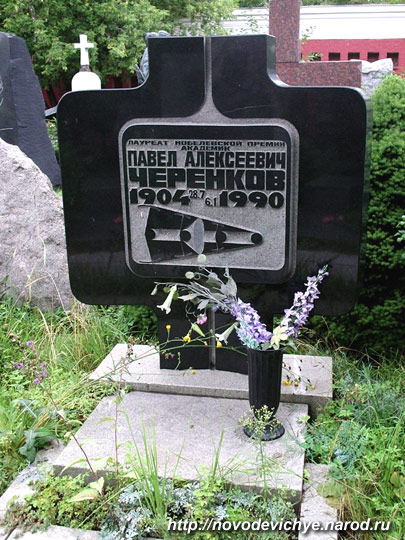 ЛАУРЕАТ НОБЕЛЕВСКОЙ ПРЕМИИ
АКАДЕМИК
ПАВЕЛ АЛЕКСЕЕВИЧ
ЧЕРЕНКОВ
1904 28.7 6.1 1990
http://novodevichye.narod.ru